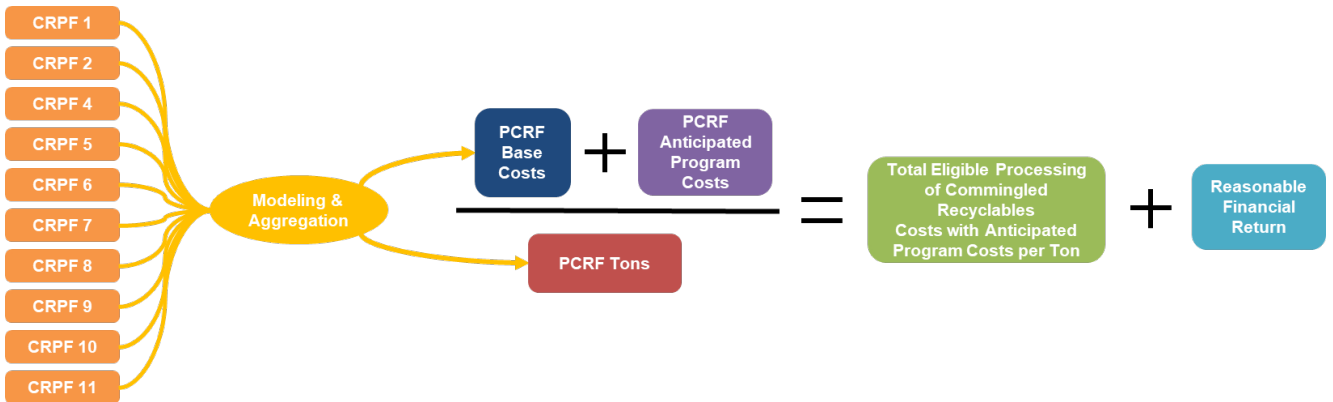 CRPF 1
CRPF 2
CRPF 4
CRPF 5
CRPF 6
CRPF 7
CRPF 8
CRPF 9
CRPF 10
CRPF 11
Modeling &
Aggregation
PCRF
Base
Costs
+
PCRF
Anticipated
Program
Costs
PCRF Tons
=
Total Eligible Processing
of Commingled
Recyclables
Costs with Anticipated
Program Costs per Ton
+
Reasonable
Financial
Return